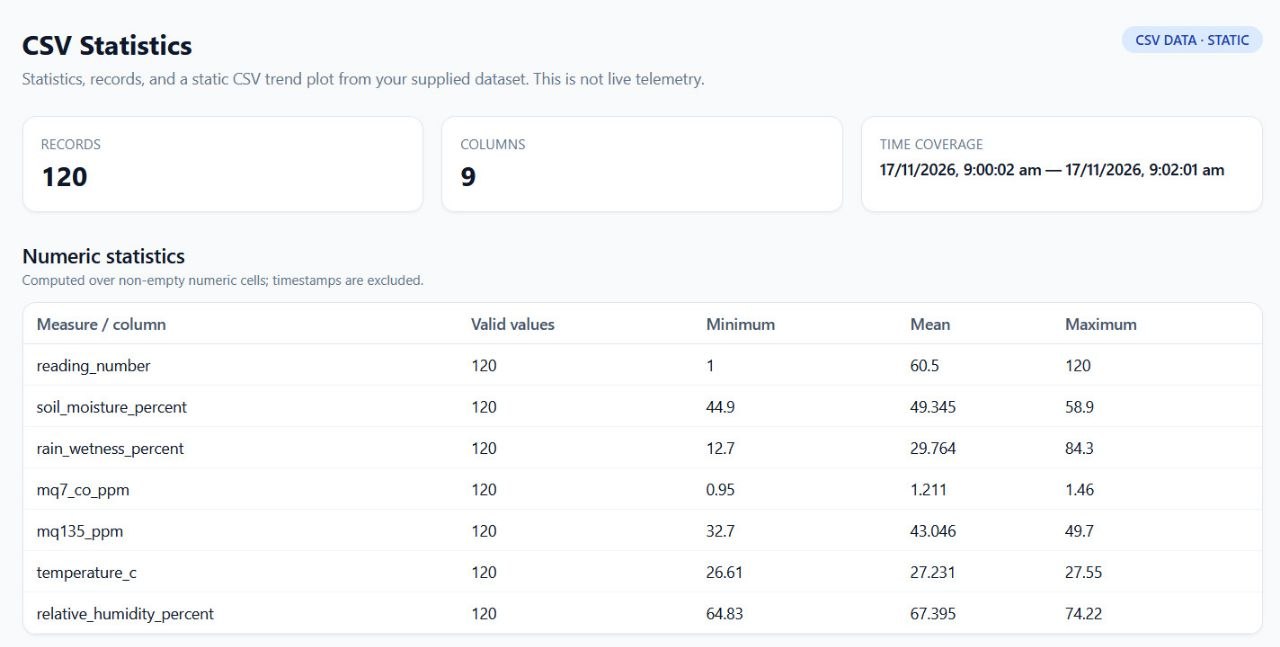 CSV Statistics
CSV DATA · STATIC
Statistics, records, and a static CSV trend plot from your supplied dataset. This is not live telemetry.
RECORDS
120
COLUMNS
9
TIME COVERAGE
17/11/2026, 9:00:02 am — 17/11/2026, 9:02:01 am
Numeric statistics
Computed over non-empty numeric cells; timestamps are excluded.
Measure / column Valid values Minimum Mean Maximum
reading_number 120 1 60.5 120
soil_moisture_percent 120 44.9 49.345 58.9
rain_wetness_percent 120 12.7 29.764 84.3
mq7_co_ppm 120 0.95 1.211 1.46
mq135_ppm 120 32.7 43.046 49.7
temperature_c 120 26.61 27.231 27.55
relative_humidity_percent 120 64.83 67.395 74.22